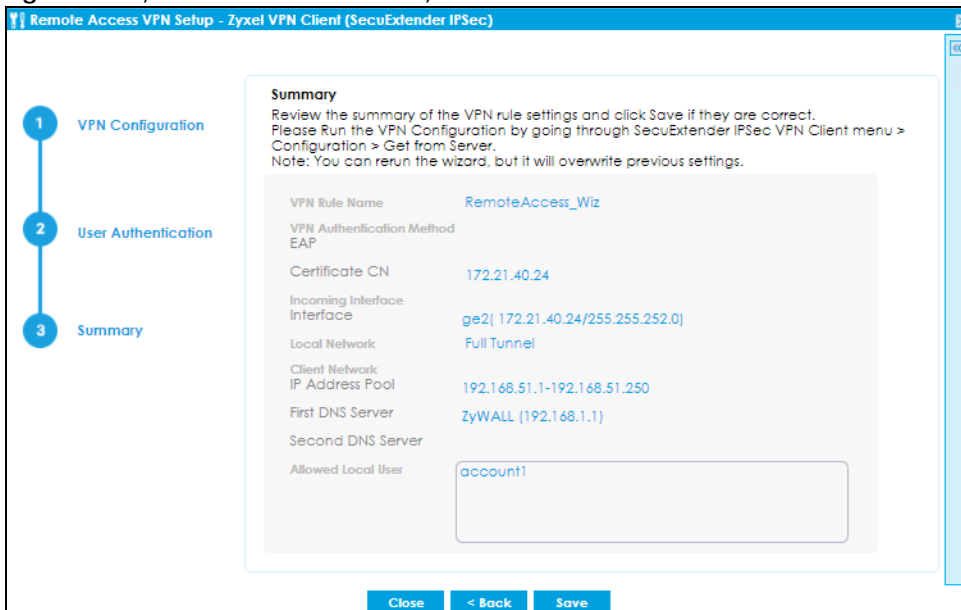 Remote Access VPN Setup - Zyxel VPN Client (SecuExtender IPSec)
1 VPN Configuration
2 User Authentication
3 Summary
Summary
Review the summary of the VPN rule settings and click Save if they are correct.
Please Run the VPN Configuration by going through SecuExtender IPSec VPN Client menu >
Configuration > Get from Server.
Note: You can rerun the wizard, but it will overwrite previous settings.
VPN Rule Name RemoteAccess_Wiz
VPN Authentication Method
EAP
Certificate CN 172.21.40.24
Incoming Interface
Interface ge2( 172.21.40.24/255.255.252.0)
Local Network Full Tunnel
Client Network
IP Address Pool 192.168.51.1-192.168.51.250
First DNS Server ZyWALL (192.168.1.1)
Second DNS Server
Allowed Local User account1
Close < Back Save